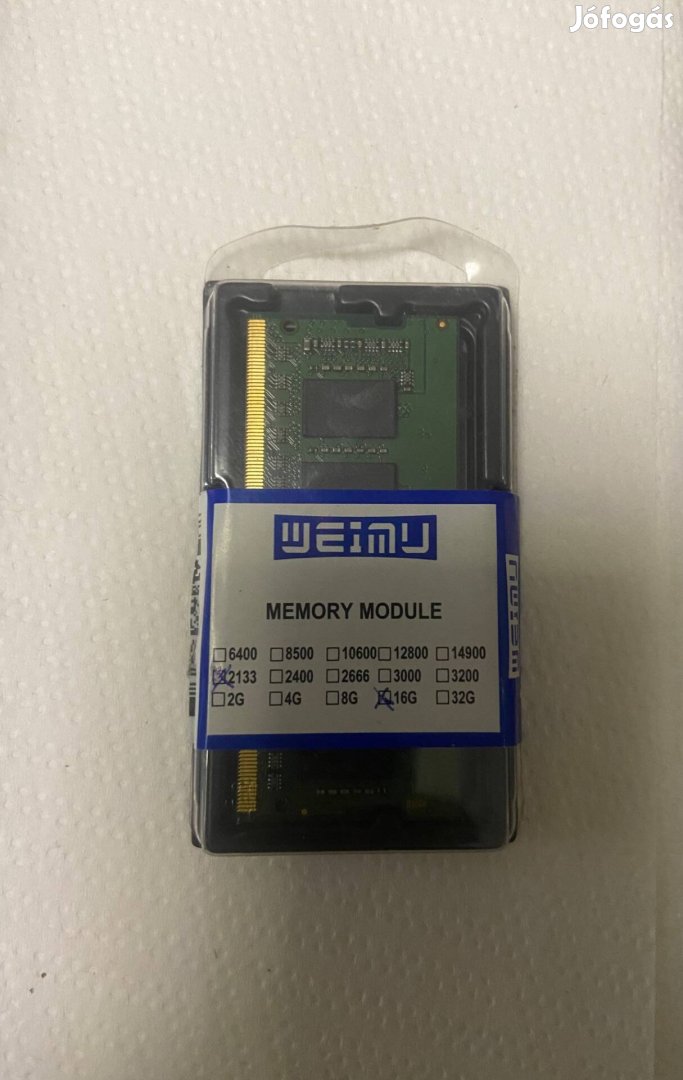 Jófogás
WEIMU
MEMORY MODULE
6400 8500 10600 12800 14900
2133 2400 2666 3000 3200
2G 4G 8G 16G 32G
WEIMU